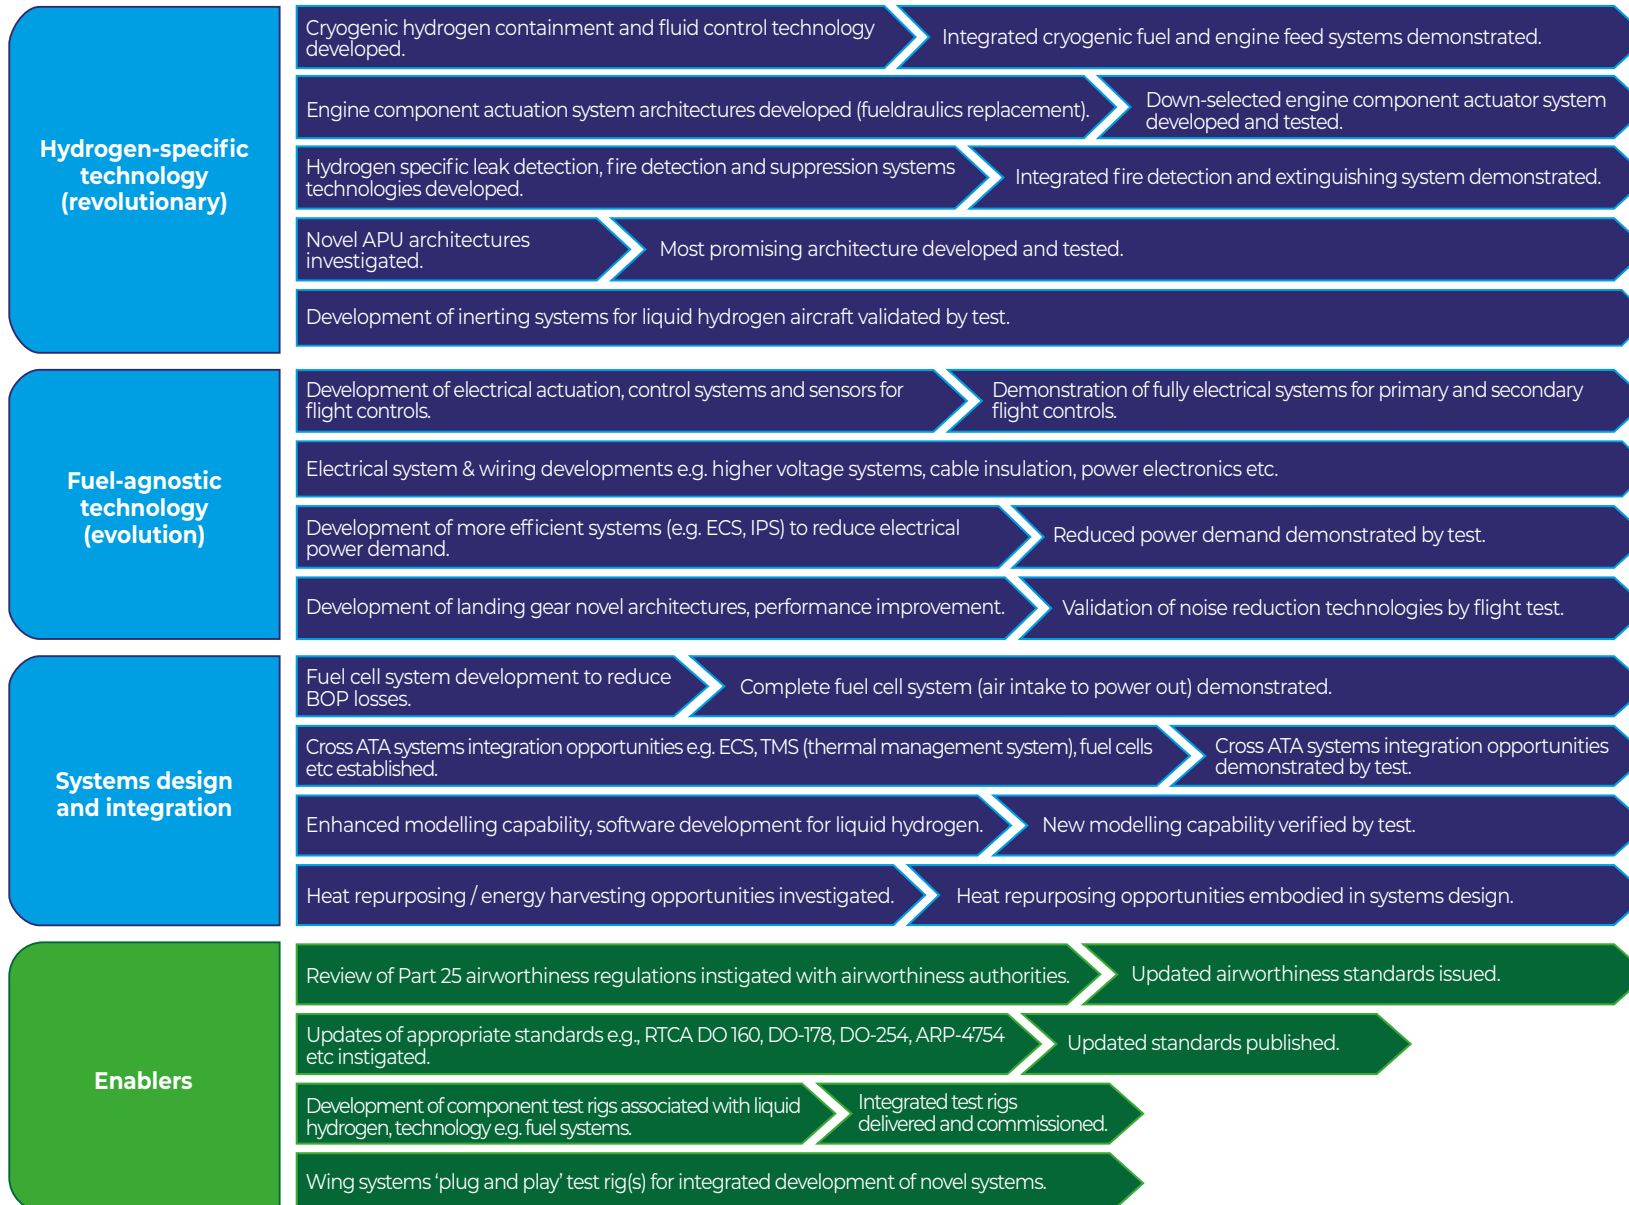 Hydrogen-specific
technology
(revolutionary)
Cryogenic hydrogen containment and fluid control technology
developed.
Integrated cryogenic fuel and engine feed systems demonstrated.
Engine component actuation system architectures developed (fueldraulics replacement).
Down-selected engine component actuator system
developed and tested.
Hydrogen specific leak detection, fire detection and suppression systems
technologies developed.
Integrated fire detection and extinguishing system demonstrated.
Novel APU architectures
investigated.
Most promising architecture developed and tested.
Development of inerting systems for liquid hydrogen aircraft validated by test.
Fuel-agnostic
technology
(evolution)
Development of electrical actuation, control systems and sensors for
flight controls.
Demonstration of fully electrical systems for primary and secondary
flight controls.
Electrical system & wiring developments e.g. higher voltage systems, cable insulation, power electronics etc.
Development of more efficient systems (e.g. ECS, IPS) to reduce electrical
power demand.
Reduced power demand demonstrated by test.
Development of landing gear novel architectures, performance improvement.
Validation of noise reduction technologies by flight test.
Systems design
and integration
Fuel cell system development to reduce
BOP losses.
Complete fuel cell system (air intake to power out) demonstrated.
Cross ATA systems integration opportunities e.g. ECS, TMS (thermal management system), fuel cells
etc established.
Cross ATA systems integration opportunities
demonstrated by test.
Enhanced modelling capability, software development for liquid hydrogen.
New modelling capability verified by test.
Heat repurposing / energy harvesting opportunities investigated.
Heat repurposing opportunities embodied in systems design.
Enablers
Review of Part 25 airworthiness regulations instigated with airworthiness authorities.
Updated airworthiness standards issued.
Updates of appropriate standards e.g., RTCA DO 160, DO-178, DO-254, ARP-4754
etc instigated.
Updated standards published.
Development of component test rigs associated with liquid
hydrogen, technology e.g. fuel systems.
Integrated test rigs
delivered and commissioned.
Wing systems ‘plug and play’ test rig(s) for integrated development of novel systems.